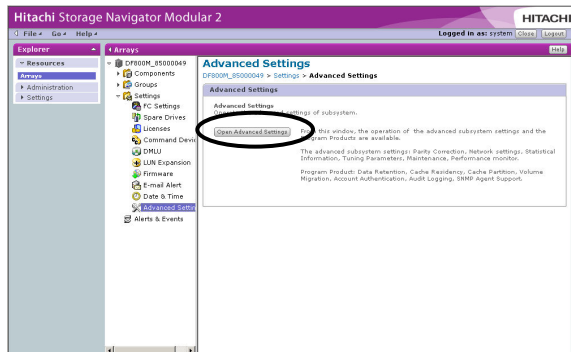 Hitachi Storage Navigator Modular 2
HITACHI
File Go Help
Logged in as: system Close Logout
Explorer
Resources
Arrays
Administration
Settings
Arrays
Help
DF800M_85000049
Components
Groups
Settings
FC Settings
Spare Drives
Licenses
Command Devic
DMLU
LUN Expansion
Firmware
E-mail Alert
Date & Time
Advanced Settin
Alerts & Events
Advanced Settings
DF800M_85000049 > Settings > Advanced Settings
Advanced Settings
Advanced Settings
settings of subsystem.
Open Advanced Settings
this window, the operation of the advanced subsystem settings and the
Program Products are available.
The advanced subsystem settings: Parity Correction, Network settings, Statistical
Information, Tuning Parameters, Maintenance, Performance monitor.
Program Product: Data Retention, Cache Residency, Cache Partition, Volume
Migration, Account Authentication, Audit Logging, SNMP Agent Support.